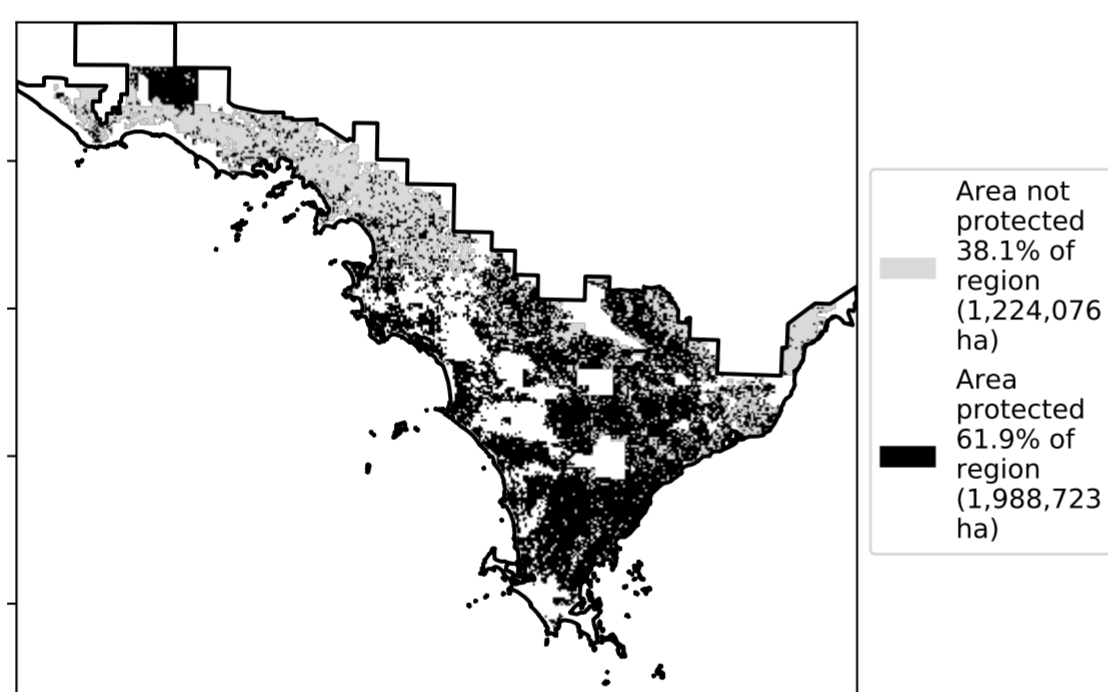 Area not
protected
38.1% of
region
(1,224,076
ha)
Area
protected
61.9% of
region
(1,988,723
ha)